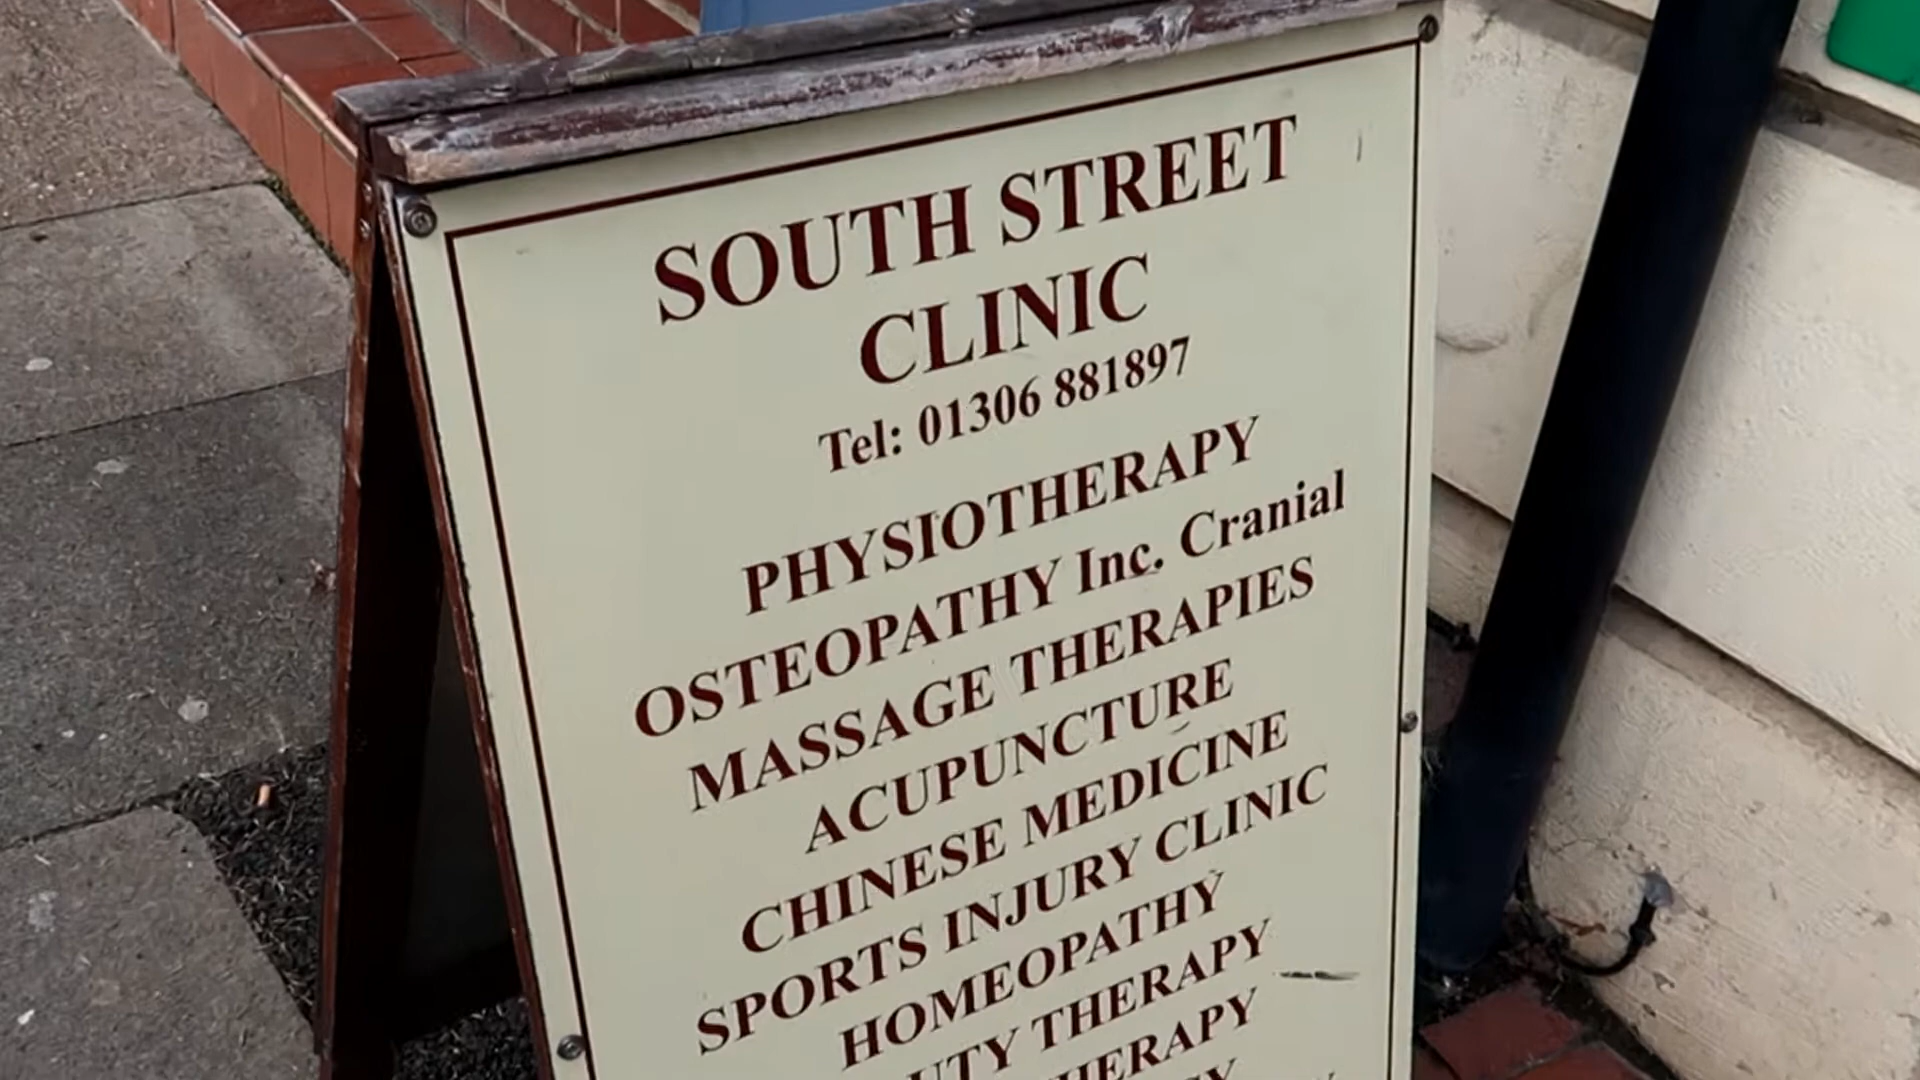 SOUTH STREET
CLINIC
Tel: 01306 881897
PHYSIOTHERAPY
OSTEOPATHY Inc. Cranial
MASSAGE THERAPIES
ACUPUNCTURE
CHINESE MEDICINE
SPORTS INJURY CLINIC
HOMEOPATHY
THERAPY